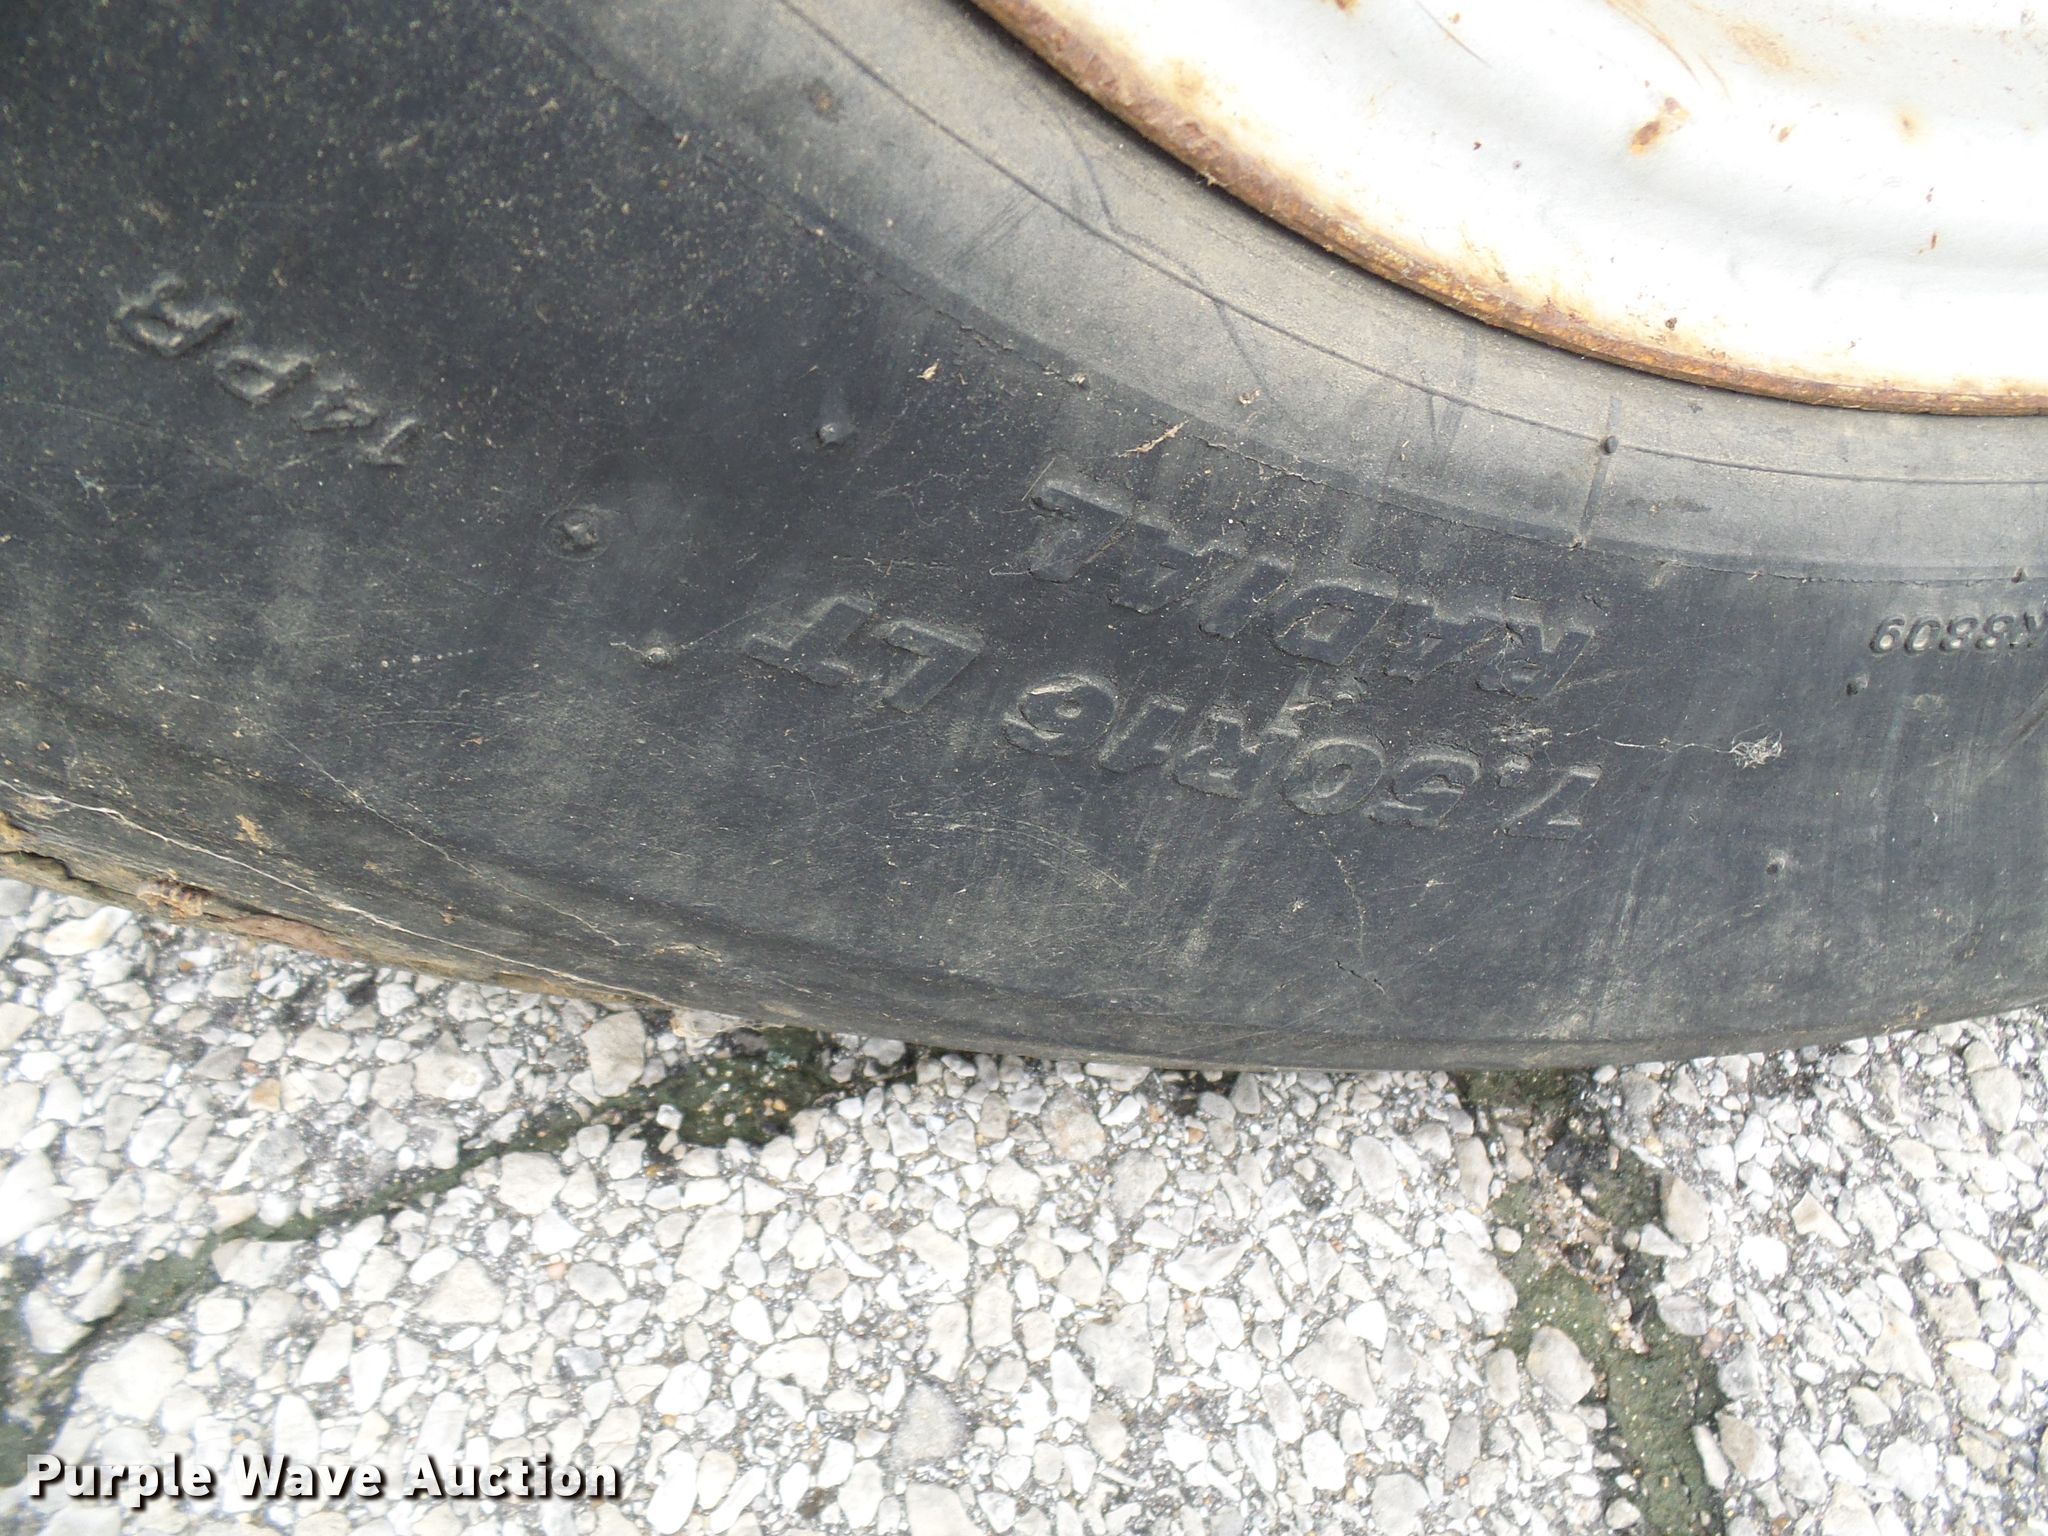 7.50R16 LT
RADIAL
14PR
Purple Wave Auction